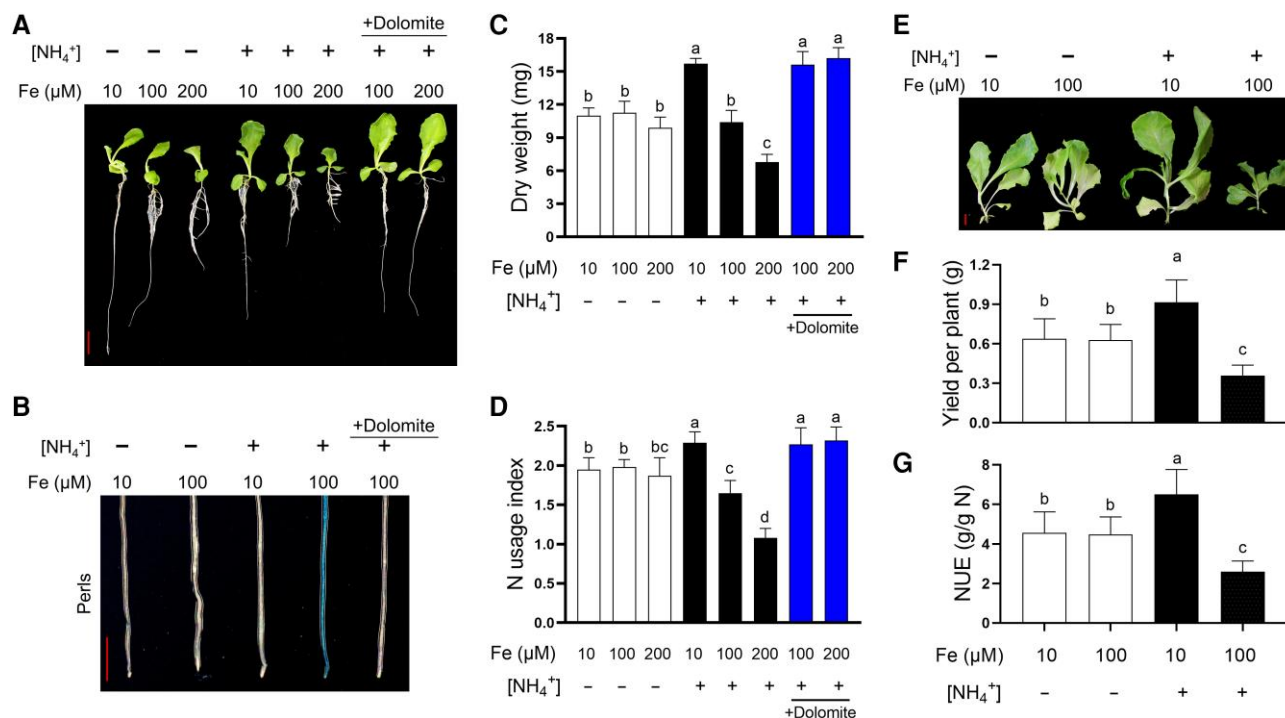 A
+Dolomite
[NH₄⁺] − − − + + + + +
Fe (µM) 10 100 200 10 100 200 100 200
B
+Dolomite
[NH₄⁺] − − + + +
Fe (µM) 10 100 10 100 100
Perls
C
Dry weight (mg)
18
15
12
9
6
3
0
b b b a b c a a
Fe (µM) 10 100 200 10 100 200 100 200
[NH₄⁺] − − − + + + + +
+Dolomite
D
N usage index
2.5
2.0
1.5
1.0
0.5
0.0
b b bc a c d a a
Fe (µM) 10 100 200 10 100 200 100 200
[NH₄⁺] − − − + + + + +
+Dolomite
E
[NH₄⁺] − − + +
Fe (µM) 10 100 10 100
F
Yield per plant (g)
1.2
0.9
0.6
0.3
0.0
b b a c
G
NUE (g/g N)
8
6
4
2
0
b b a c
Fe (µM) 10 100 10 100
[NH₄⁺] − − + +